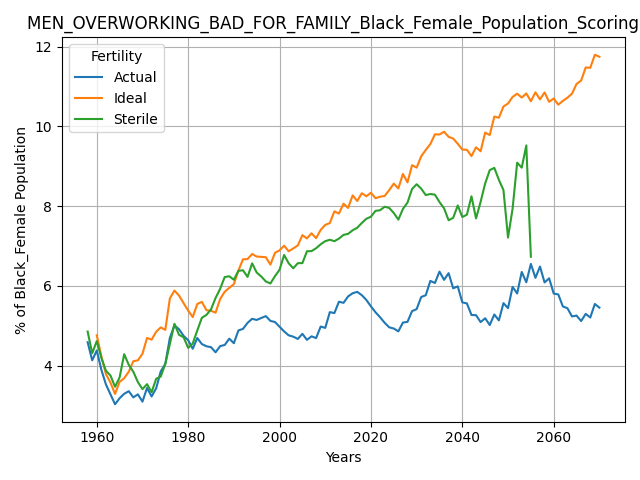 MEN_OVERWORKING_BAD_FOR_FAMILY_Black_Female_Population_Scoring
Fertility
Actual
Ideal
Sterile
% of Black_Female Population
12
10
8
6
4
1960 1980 2000 2020 2040 2060
Years